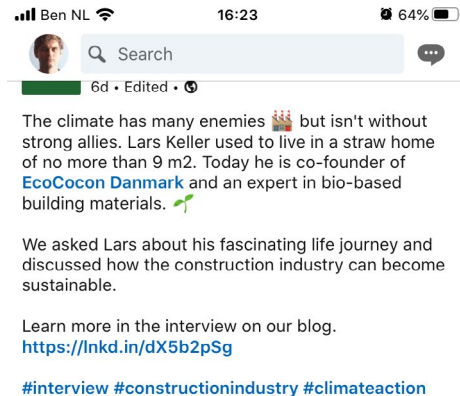 Ben NL 16:23 64%
Search
6d • Edited •
The climate has many enemies 🏭 but isn't without
strong allies. Lars Keller used to live in a straw home
of no more than 9 m2. Today he is co-founder of
EcoCocon Danmark and an expert in bio-based
building materials. 🌱
We asked Lars about his fascinating life journey and
discussed how the construction industry can become
sustainable.
Learn more in the interview on our blog.
https://lnkd.in/dX5b2pSg
#interview #constructionindustry #climateaction